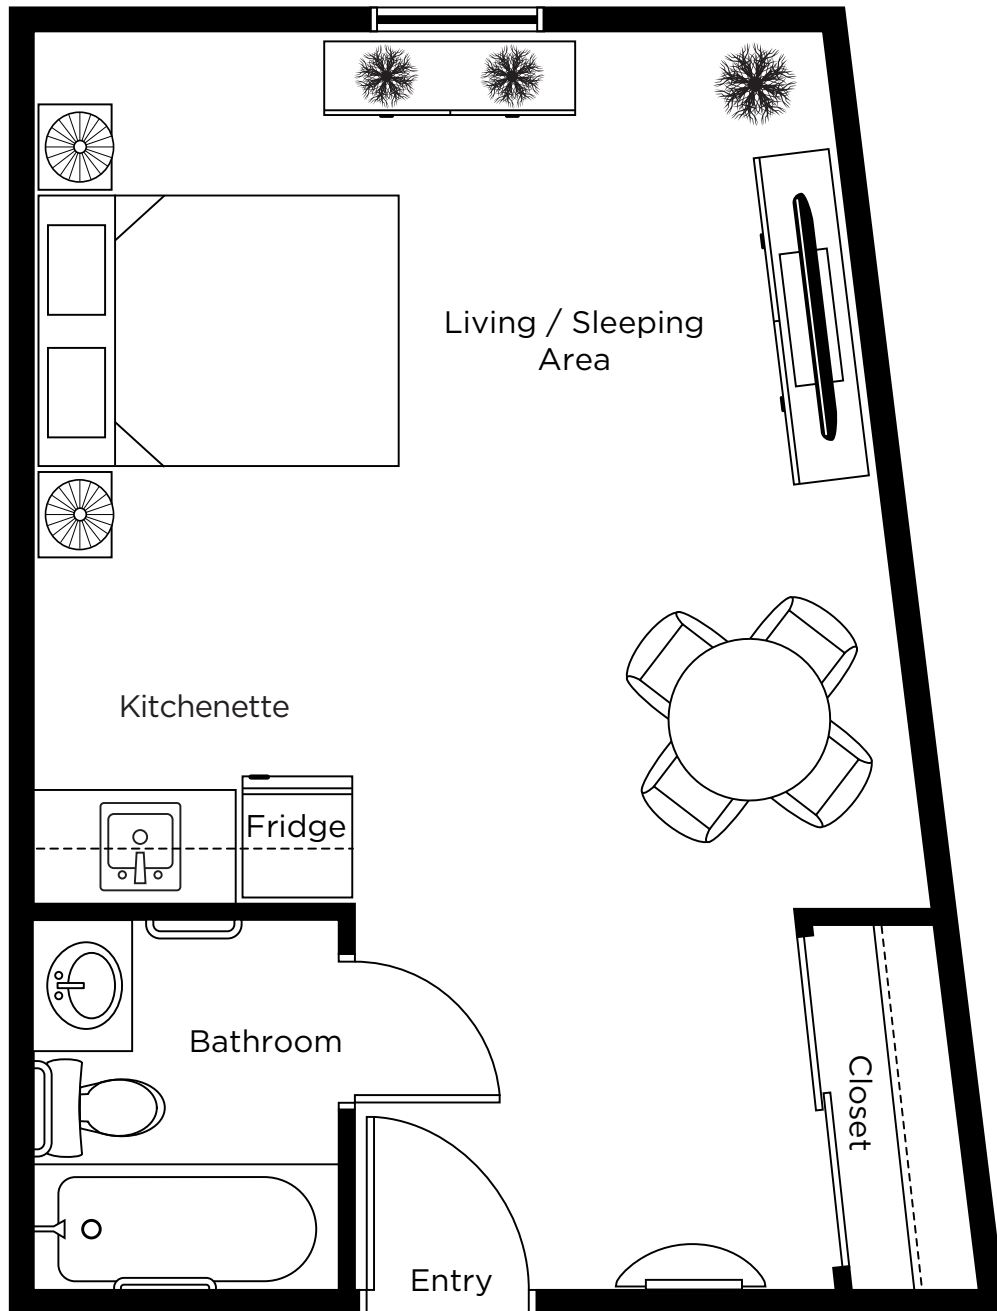 Living / Sleeping
Area
Kitchenette
Fridge
Bathroom
Closet
Entry